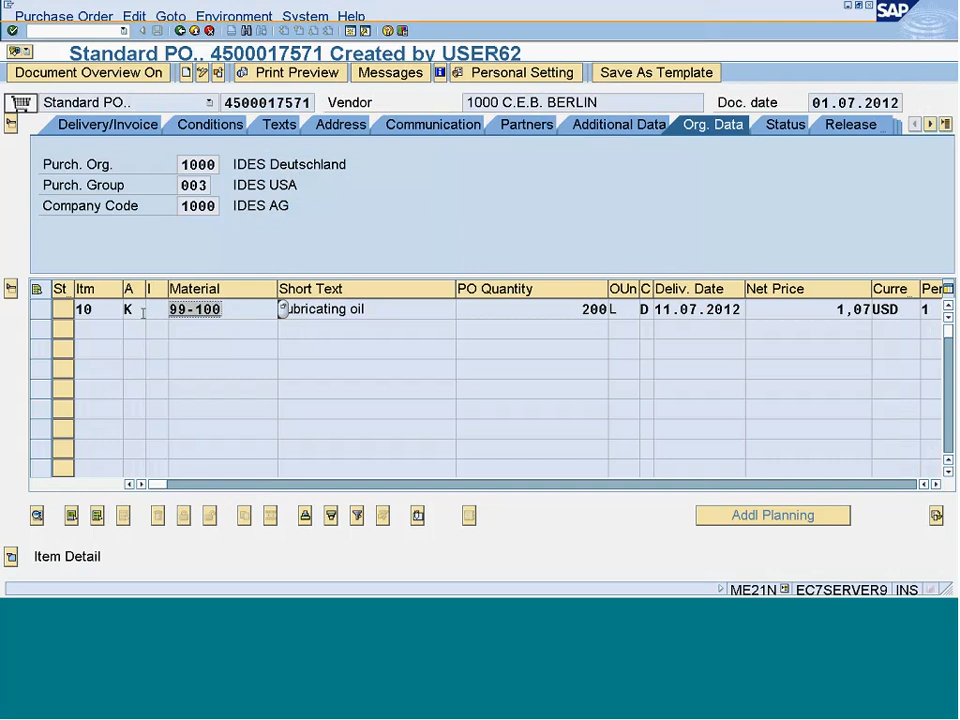 Purchase Order Edit Goto Environment System Help
SAP
Standard PO.. 4500017571 Created by USER62
Document Overview On Print Preview Messages Personal Setting Save As Template
Standard PO.. 4500017571 Vendor 1000 C.E.B. BERLIN Doc. date 01.07.2012
Delivery/Invoice Conditions Texts Address Communication Partners Additional Data Org. Data Status Release
Purch. Org. 1000 IDES Deutschland
Purch. Group 003 IDES USA
Company Code 1000 IDES AG
St Itm A I Material Short Text PO Quantity OUn C Deliv. Date Net Price Curre Per
10 K 99-100 ubricating oil 200 L D 11.07.2012 1,07 USD 1
Addl Planning
Item Detail
ME21N EC7SERVER9 INS